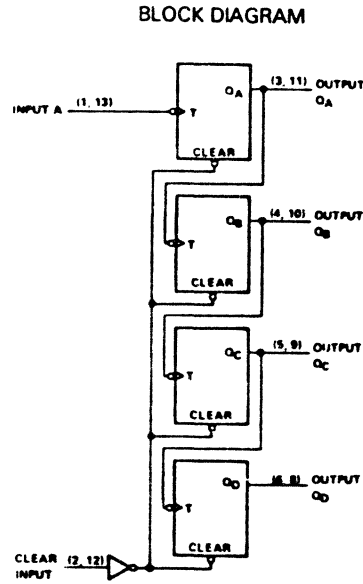 BLOCK DIAGRAM
QA (3, 11) OUTPUT
QA
INPUT A (1, 13) T
CLEAR
QB (4, 10) OUTPUT
QB
T
CLEAR
QC (5, 9) OUTPUT
QC
T
CLEAR
QD (6, 8) OUTPUT
QD
T
CLEAR (2, 12)
INPUT
CLEAR